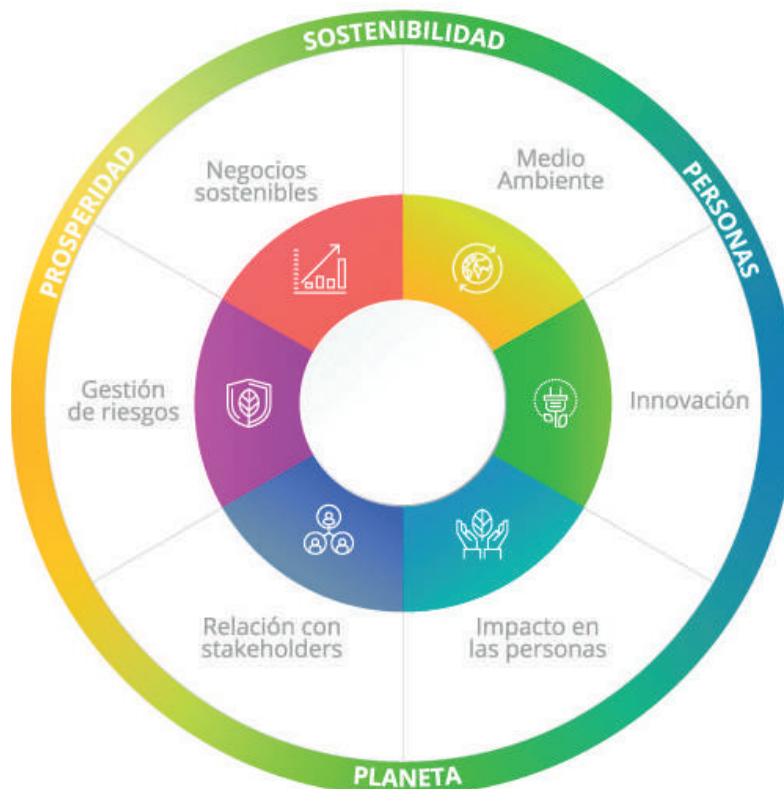 SOSTENIBILIDAD
Negocios
sostenibles
Medio
Ambiente
PROSPERIDAD
PERSONAS
Gestión
de riesgos
Innovación
Relación con
stakeholders
Impacto en
las personas
PLANETA